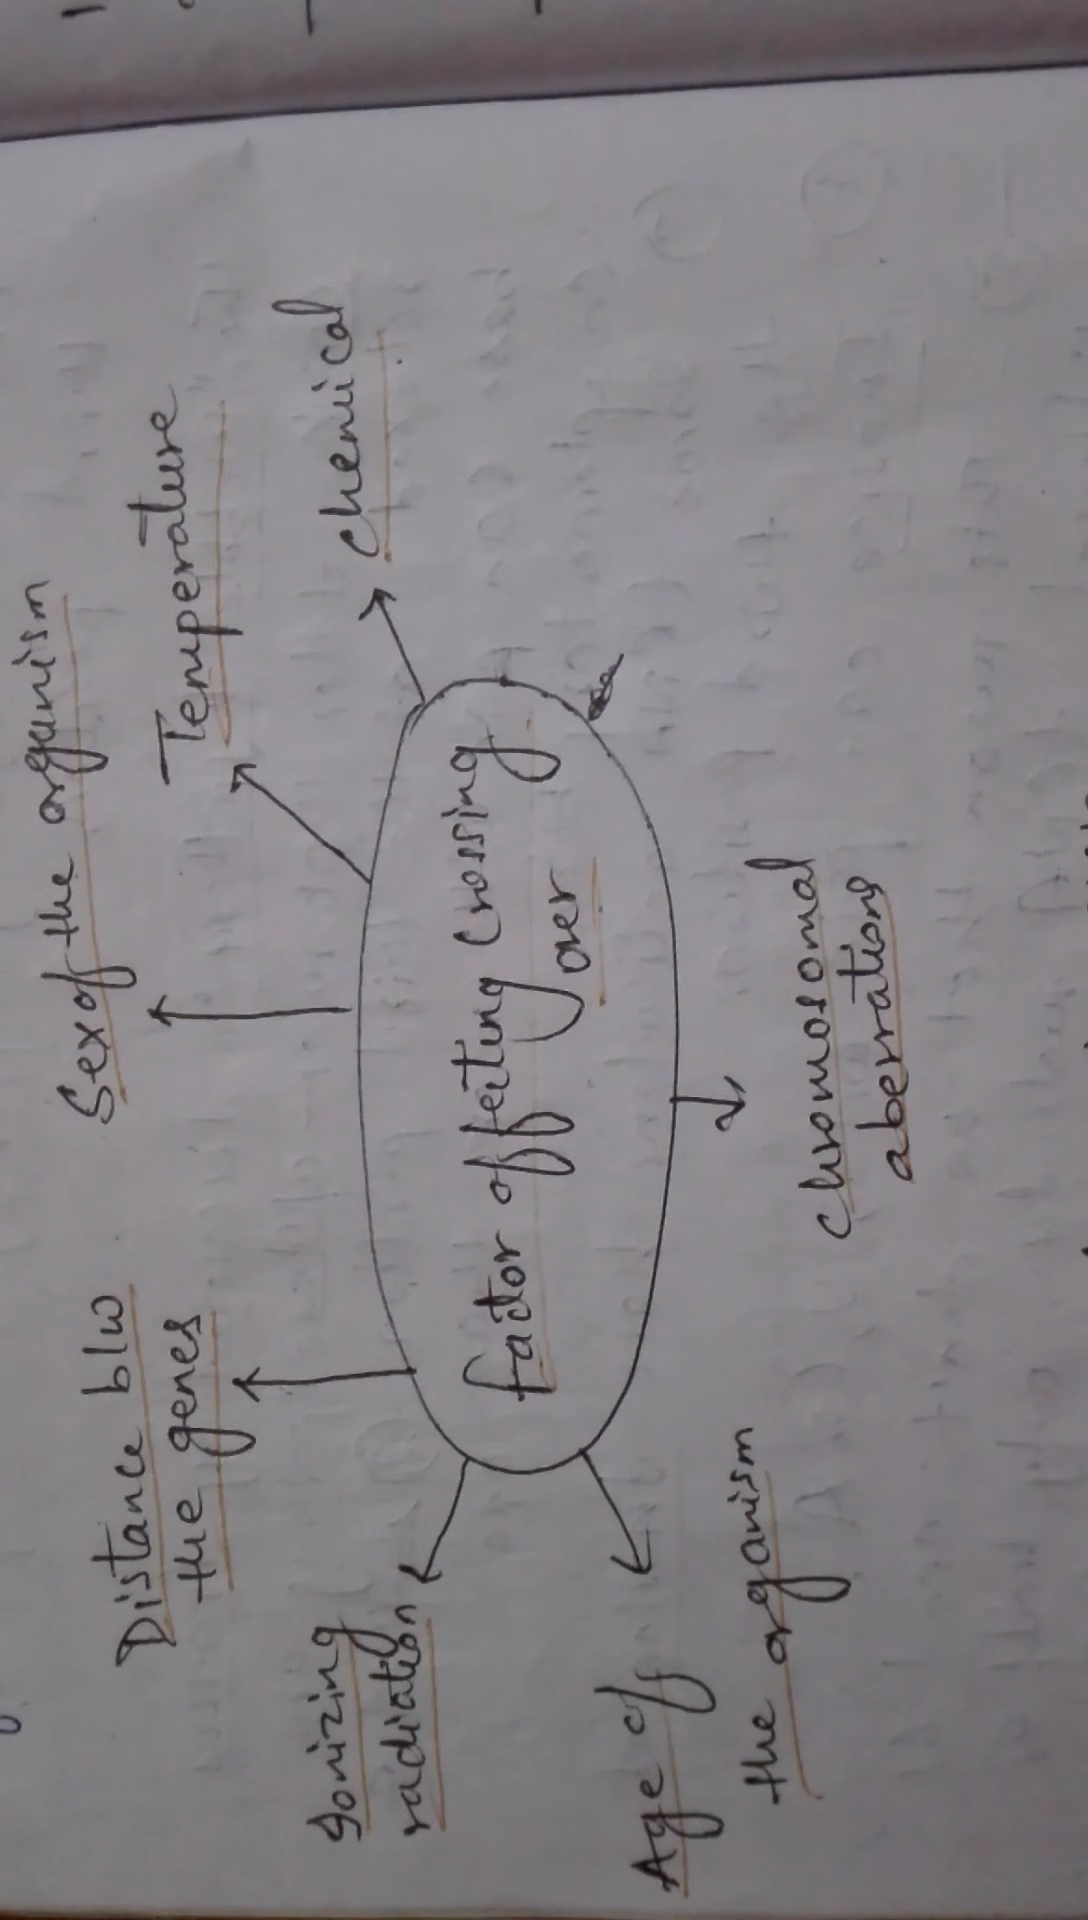 Sex of the organism
Distance b/w
the genes
Temperature
Ionizing
radiation
chemical
factor affeting Crossing
over
Age of
the organism
chromosomal
aberrations